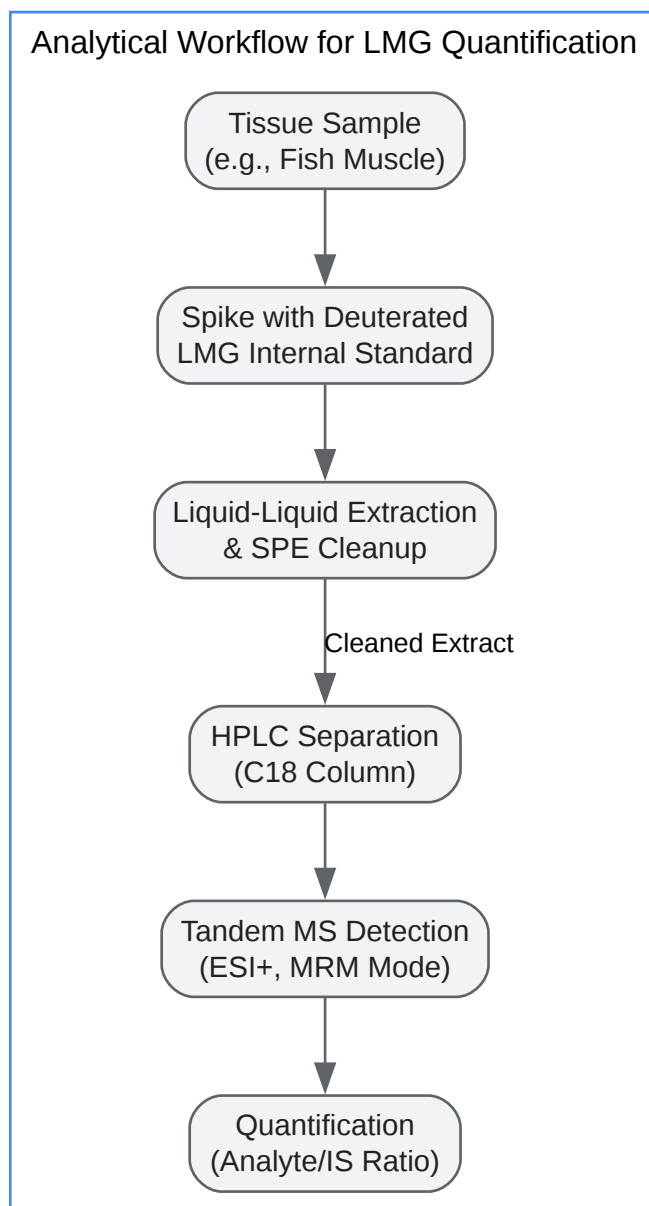 Analytical Workflow for LMG Quantification
Tissue Sample
(e.g., Fish Muscle)
Spike with Deuterated
LMG Internal Standard
Liquid-Liquid Extraction
& SPE Cleanup
Cleaned Extract
HPLC Separation
(C18 Column)
Tandem MS Detection
(ESI+, MRM Mode)
Quantification
(Analyte/IS Ratio)